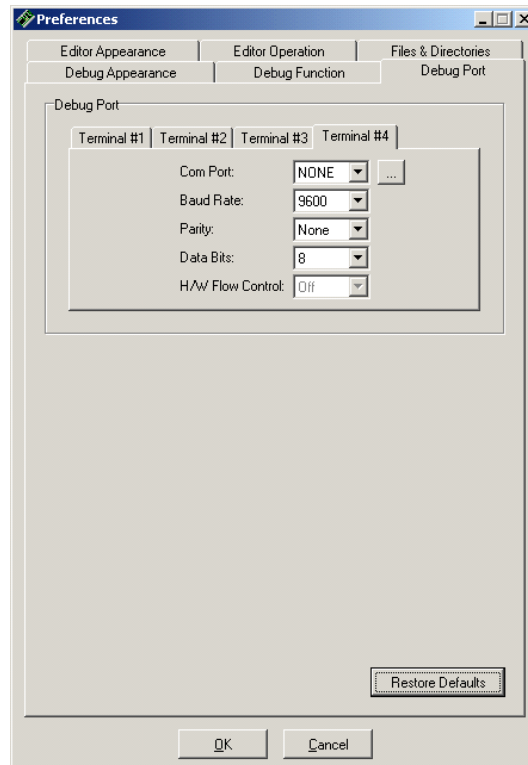 Preferences
Editor Appearance Editor Operation Files & Directories
Debug Appearance Debug Function Debug Port
Debug Port
Terminal #1 Terminal #2 Terminal #3 Terminal #4
Com Port: NONE ...
Baud Rate: 9600
Parity: None
Data Bits: 8
H/W Flow Control: Off
Restore Defaults
OK Cancel